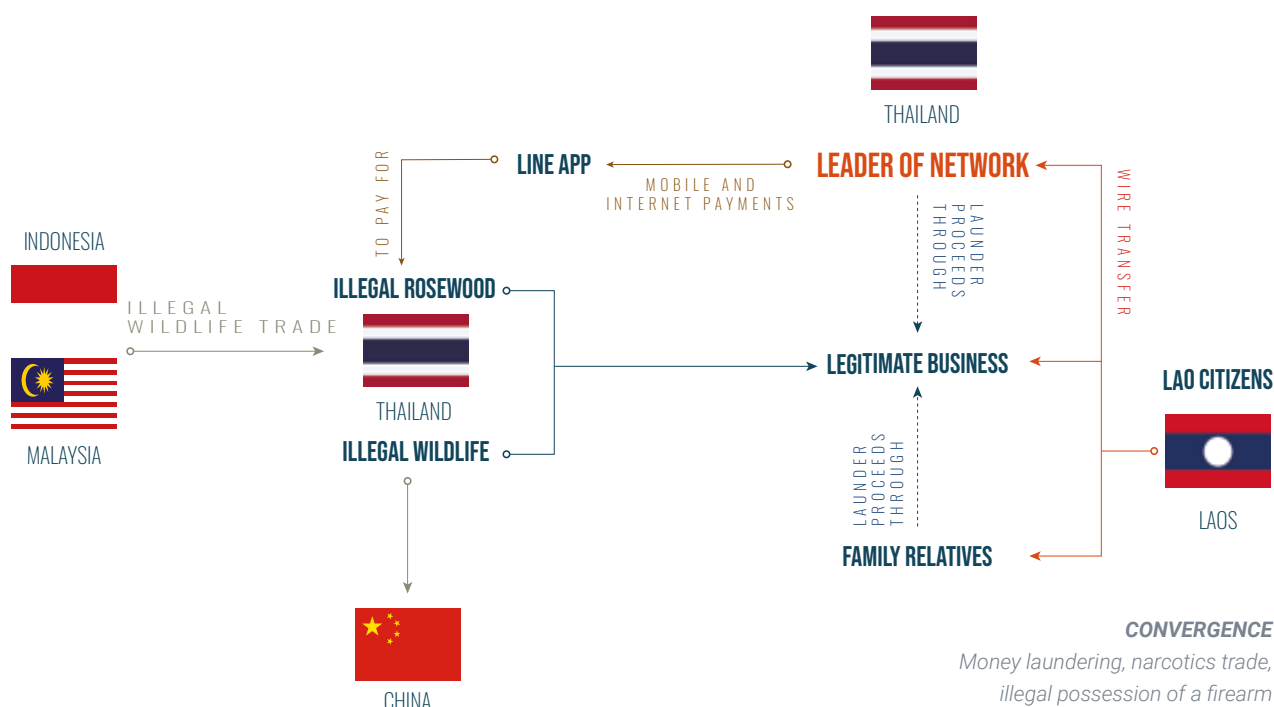 THAILAND
LEADER OF NETWORK
LINE APP
MOBILE AND
INTERNET PAYMENTS
TO PAY FOR
WIRE TRANSFER
LAUNDER
PROCEEDS
THROUGH
INDONESIA
ILLEGAL
WILDLIFE TRADE
MALAYSIA
ILLEGAL ROSEWOOD
THAILAND
ILLEGAL WILDLIFE
LEGITIMATE BUSINESS
LAO CITIZENS
LAOS
LAUNDER
PROCEEDS
THROUGH
FAMILY RELATIVES
CHINA
CONVERGENCE
Money laundering, narcotics trade,
illegal possession of a firearm